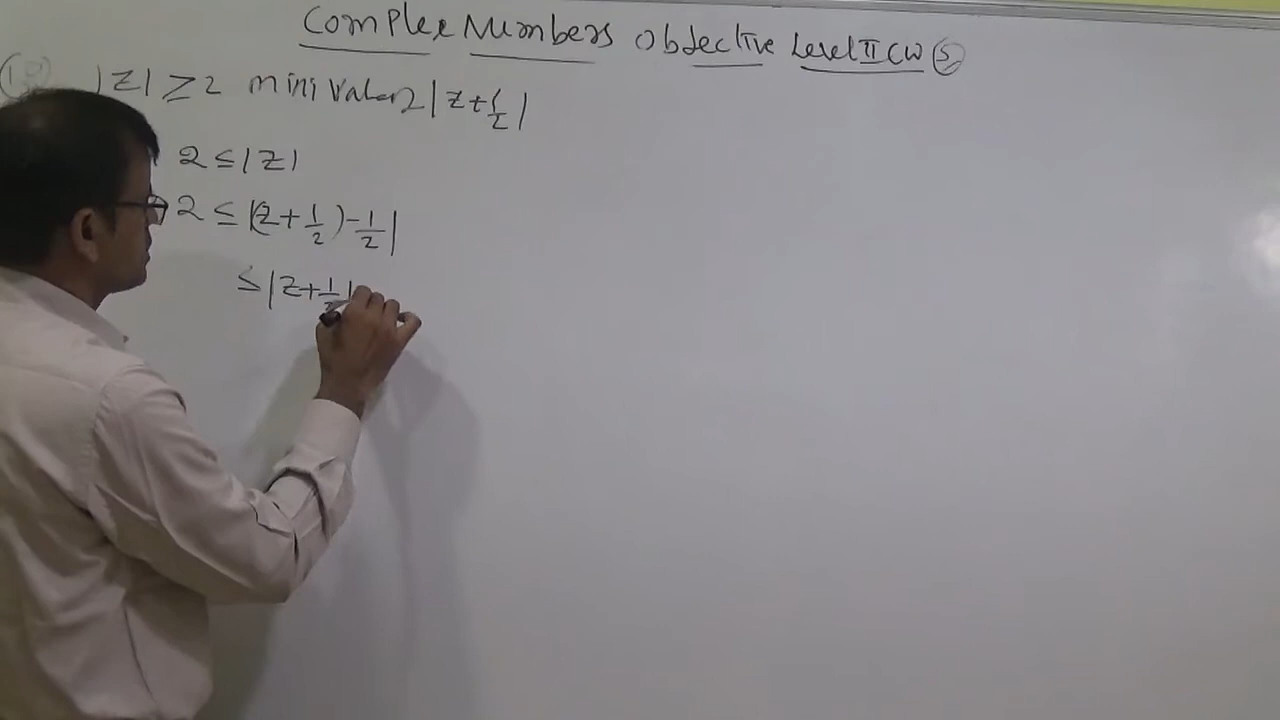 Complex Numbers Objective Level II CW (5)
|z| ≥ 2 mini value |z+1/2|
2 ≤ |z|
2 ≤ |(z+1/2)-1/2|
≤ |z+1/2|